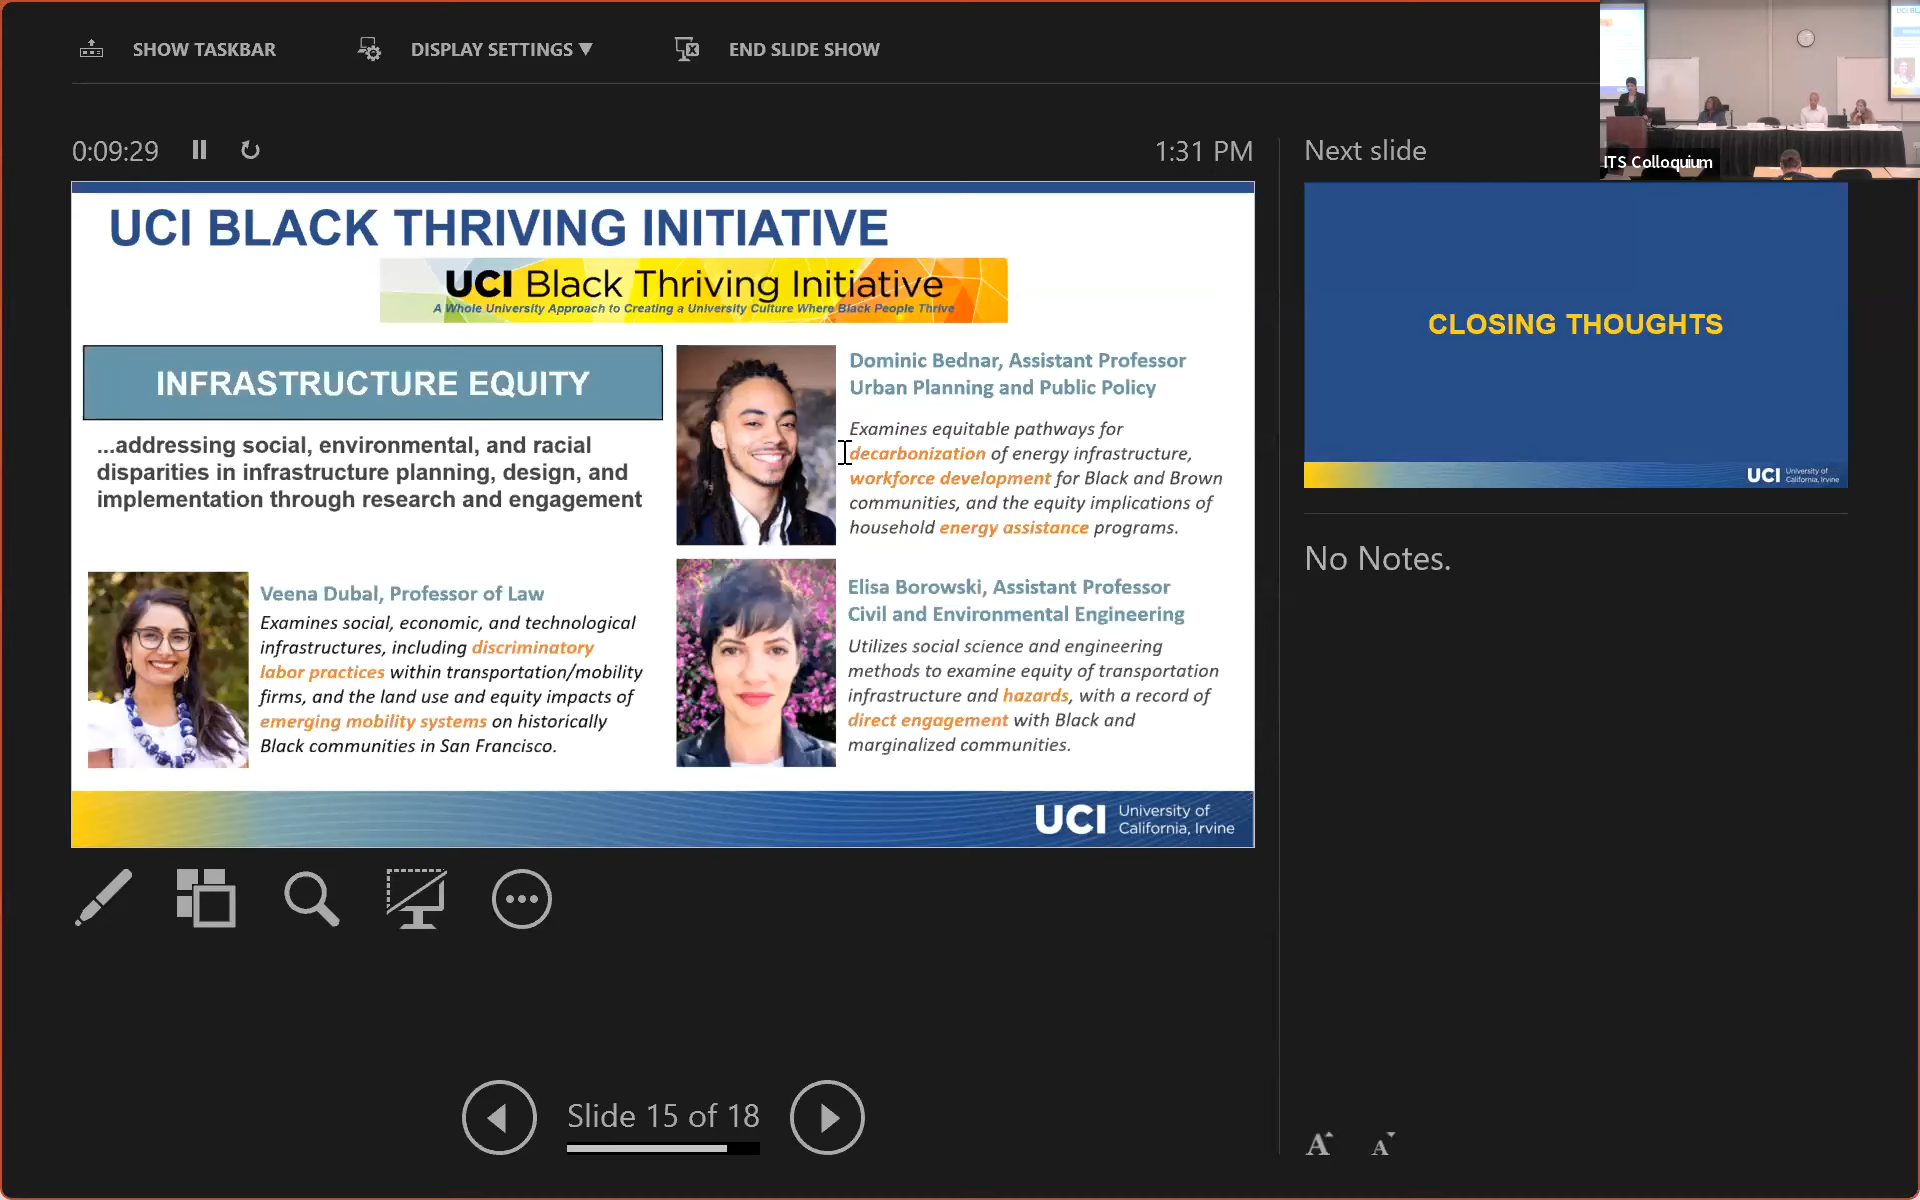 SHOW TASKBAR
DISPLAY SETTINGS ▼
END SLIDE SHOW
ITS Colloquium
0:09:29
1:31 PM
Next slide
UCI BLACK THRIVING INITIATIVE
UCI Black Thriving Initiative
A Whole University Approach to Creating a University Culture Where Black People Thrive
INFRASTRUCTURE EQUITY
...addressing social, environmental, and racial
disparities in infrastructure planning, design, and
implementation through research and engagement
Dominic Bednar, Assistant Professor
Urban Planning and Public Policy
Examines equitable pathways for
decarbonization of energy infrastructure,
workforce development for Black and Brown
communities, and the equity implications of
household energy assistance programs.
Veena Dubal, Professor of Law
Examines social, economic, and technological
infrastructures, including discriminatory
labor practices within transportation/mobility
firms, and the land use and equity impacts of
emerging mobility systems on historically
Black communities in San Francisco.
Elisa Borowski, Assistant Professor
Civil and Environmental Engineering
Utilizes social science and engineering
methods to examine equity of transportation
infrastructure and hazards, with a record of
direct engagement with Black and
marginalized communities.
UCI University of
California, Irvine
CLOSING THOUGHTS
UCI University of
California, Irvine
No Notes.
Slide 15 of 18
A A